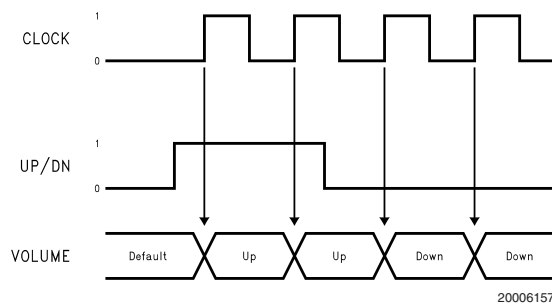 1
CLOCK
0
1
UP/DN
0
VOLUME Default Up Up Down Down
20006157